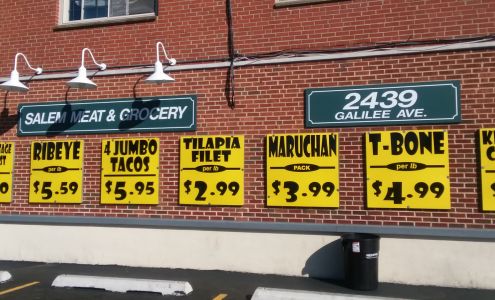 SALEM MEAT & GROCERY
2439
GALILEE AVE.
RIBEYE
per lb
$5.59
4 JUMBO
TACOS
$5.95
TILAPIA
FILET
per lb
$2.99
MARUCHAN
PACK
$3.99
T-BONE
per lb
$4.99